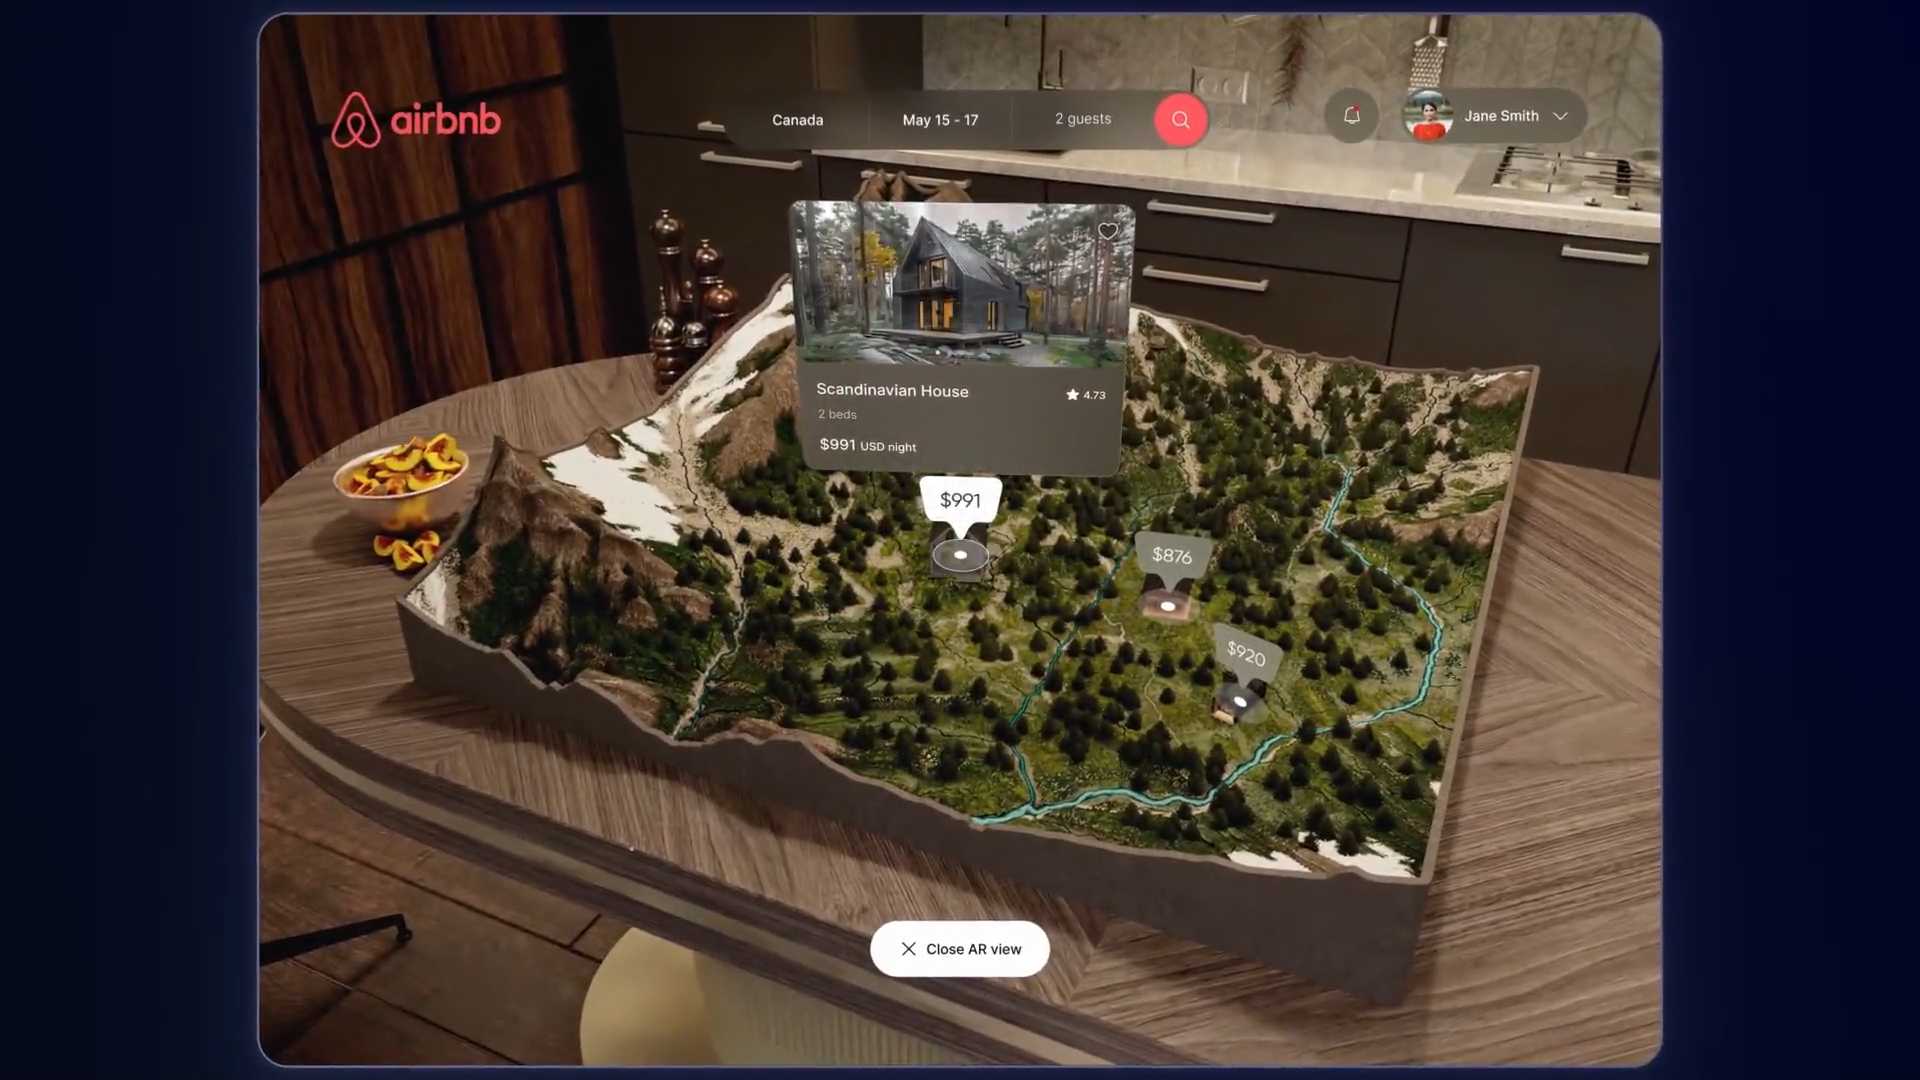 airbnb
Canada
May 15 - 17
2 guests
Jane Smith
Scandinavian House
4.73
2 beds
$991 USD night
$991
$876
$920
Close AR view